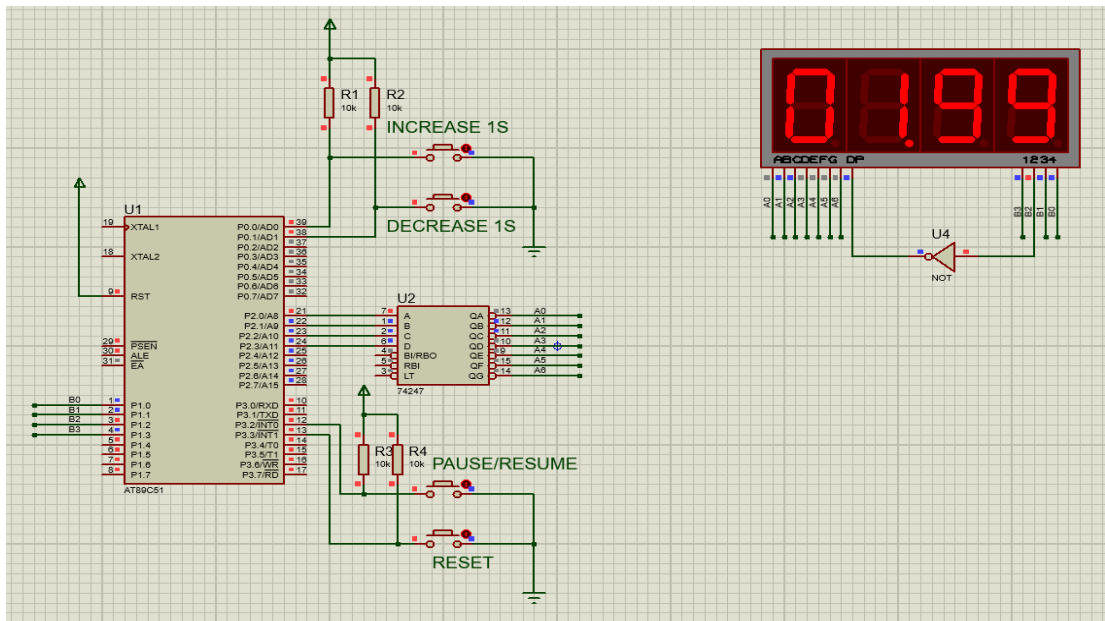 R1
10k
R2
10k
INCREASE 1S
DECREASE 1S
0 1.99
ABCDEFG DP
1234
A0
A1
A2
A3
A4
A5
A6
B3
B2
B1
B0
U4
NOT
U1
19
XTAL1
18
XTAL2
9
RST
29
PSEN
30
ALE
31
EA
B0
1
P1.0
B1
2
P1.1
B2
3
P1.2
B3
4
P1.3
5
P1.4
6
P1.5
7
P1.6
8
P1.7
P0.0/AD0
39
P0.1/AD1
38
P0.2/AD2
37
P0.3/AD3
36
P0.4/AD4
35
P0.5/AD5
34
P0.6/AD6
33
P0.7/AD7
32
P2.0/A8
21
P2.1/A9
22
P2.2/A10
23
P2.3/A11
24
P2.4/A12
25
P2.5/A13
26
P2.6/A14
27
P2.7/A15
28
P3.0/RXD
10
P3.1/TXD
11
P3.2/INT0
12
P3.3/INT1
13
P3.4/T0
14
P3.5/T1
15
P3.6/WR
16
P3.7/RD
17
AT89C51
U2
7
A
1
B
2
C
6
D
4
BI/RBO
5
RBI
3
LT
QA
13
A0
QB
12
A1
QC
11
A2
QD
10
A3
QE
9
A4
QF
15
A5
QG
14
A6
74247
R3
10k
R4
10k
PAUSE/RESUME
RESET